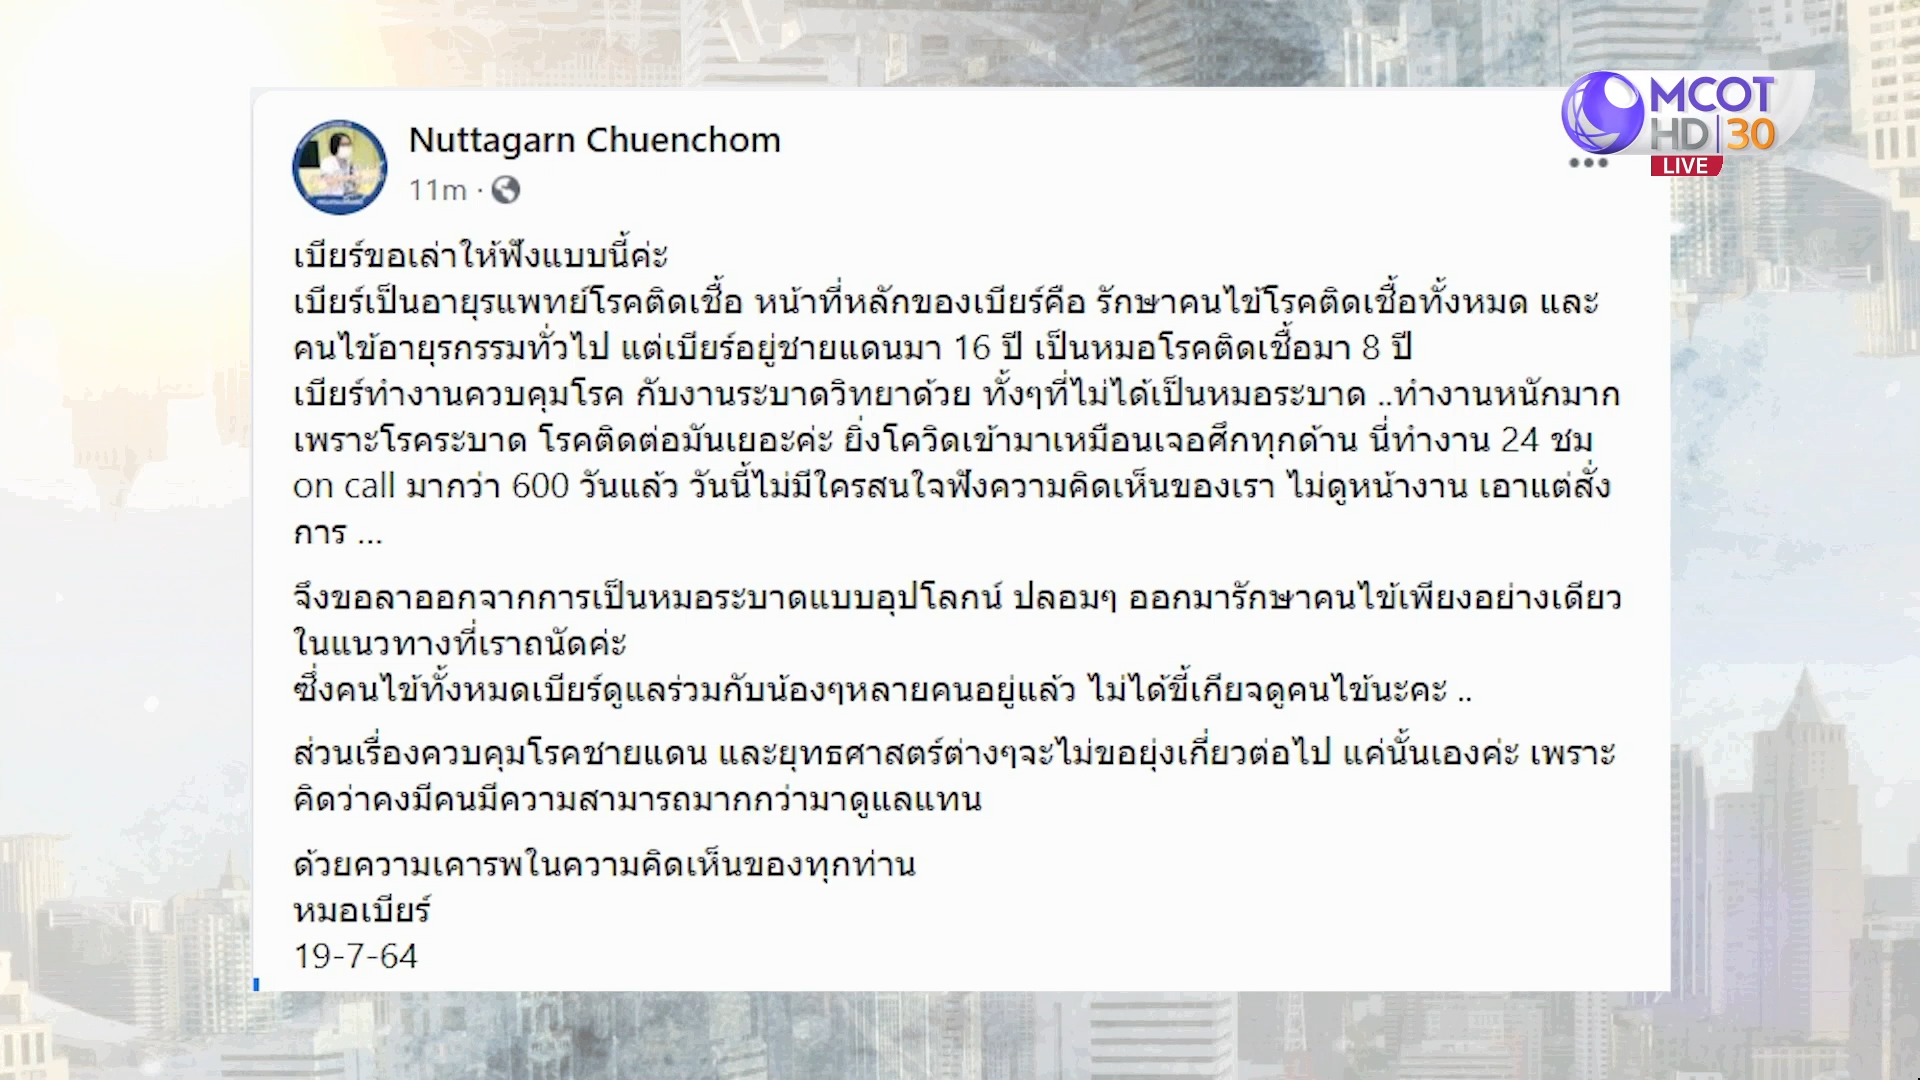 MCOT
HD 30
LIVE
Nuttagarn Chuenchom
11m ·
เบียร์ขอเล่าให้ฟังแบบนี้ค่ะ
เบียร์เป็นอายุรแพทย์โรคติดเชื้อ หน้าที่หลักของเบียร์คือ รักษาคนไข้โรคติดเชื้อทั้งหมด และ
คนไข้อายุรกรรมทั่วไป แต่เบียร์อยู่ชายแดนมา 16 ปี เป็นหมอโรคติดเชื้อมา 8 ปี
เบียร์ทำงานควบคุมโรค กับงานระบาดวิทยาด้วย ทั้งๆที่ไม่ได้เป็นหมอระบาด ..ทำงานหนักมาก
เพราะโรคระบาด โรคติดต่อมันเยอะค่ะ ยิ่งโควิดเข้ามาเหมือนเจอศึกทุกด้าน นี่ทำงาน 24 ชม
on call มากว่า 600 วันแล้ว วันนี้ไม่มีใครสนใจฟังความคิดเห็นของเรา ไม่ดูหน้างาน เอาแต่สั่ง
การ ...
จึงขอลาออกจากการเป็นหมอระบาดแบบอุปโลกน์ ปลอมๆ ออกมารักษาคนไข้เพียงอย่างเดียว
ในแนวทางที่เราถนัดค่ะ
ซึ่งคนไข้ทั้งหมดเบียร์ดูแลร่วมกับน้องๆหลายคนอยู่แล้ว ไม่ได้ขี้เกียจดูคนไข้นะคะ ..
ส่วนเรื่องควบคุมโรคชายแดน และยุทธศาสตร์ต่างๆจะไม่ขอยุ่งเกี่ยวต่อไป แค่นั้นเองค่ะ เพราะ
คิดว่าคงมีคนมีความสามารถมากกว่ามาดูแลแทน
ด้วยความเคารพในความคิดเห็นของทุกท่าน
หมอเบียร์
19-7-64